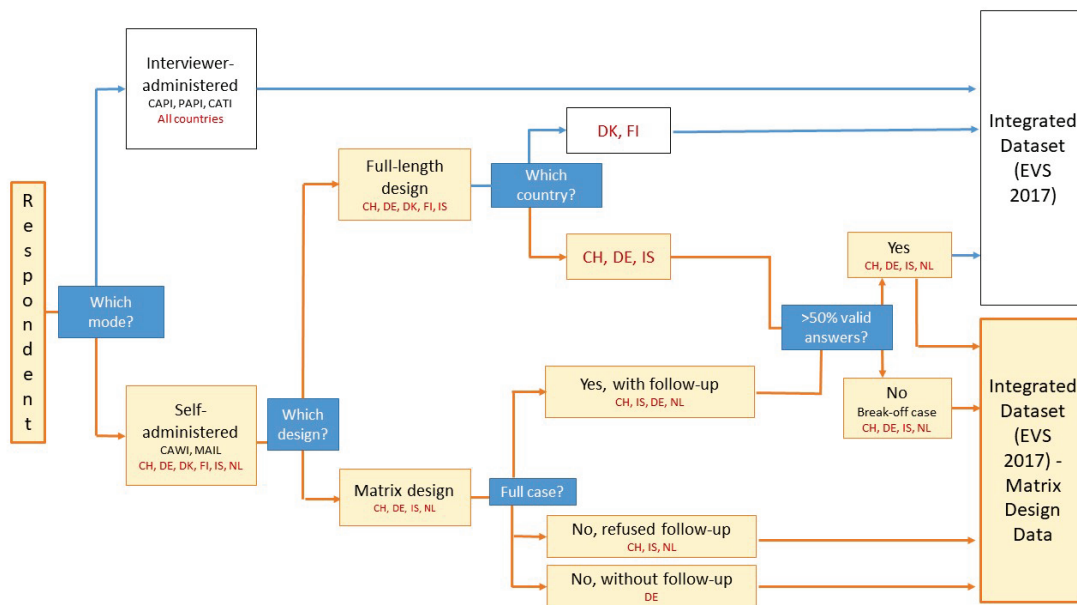 Respondent
Which
mode?
Interviewer-
administered
CAPI, PAPI, CATI
All countries
Self-
administered
CAWI, MAIL
CH, DE, DK, FI, IS, NL
Which
design?
Full-length
design
CH, DE, DK, FI, IS
Which
country?
DK, FI
CH, DE, IS
Matrix design
CH, DE, IS, NL
Full case?
Yes, with follow-up
CH, IS, DE, NL
No, refused follow-up
CH, IS, NL
No, without follow-up
DE
>50% valid
answers?
Yes
CH, DE, IS, NL
No
Break-off case
CH, DE, IS, NL
Integrated
Dataset
(EVS
2017)
Integrated
Dataset
(EVS
2017) -
Matrix
Design
Data